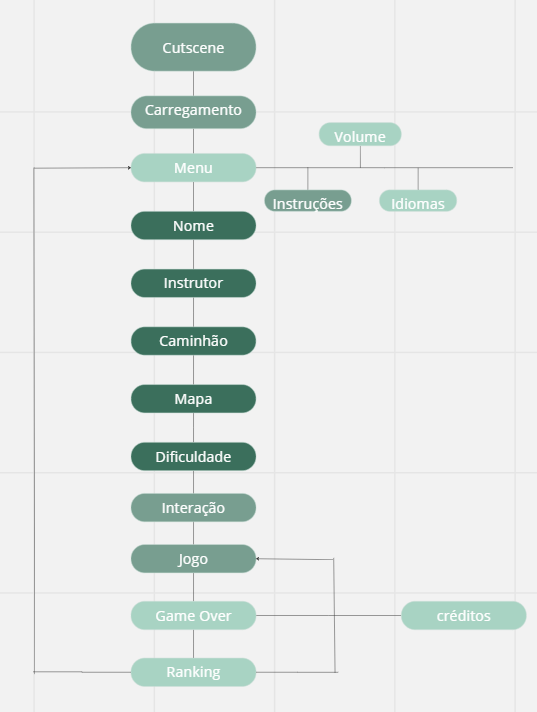 Cutscene
Carregamento
Volume
Menu
Instruções
Idiomas
Nome
Instrutor
Caminhão
Mapa
Dificuldade
Interação
Jogo
Game Over
créditos
Ranking